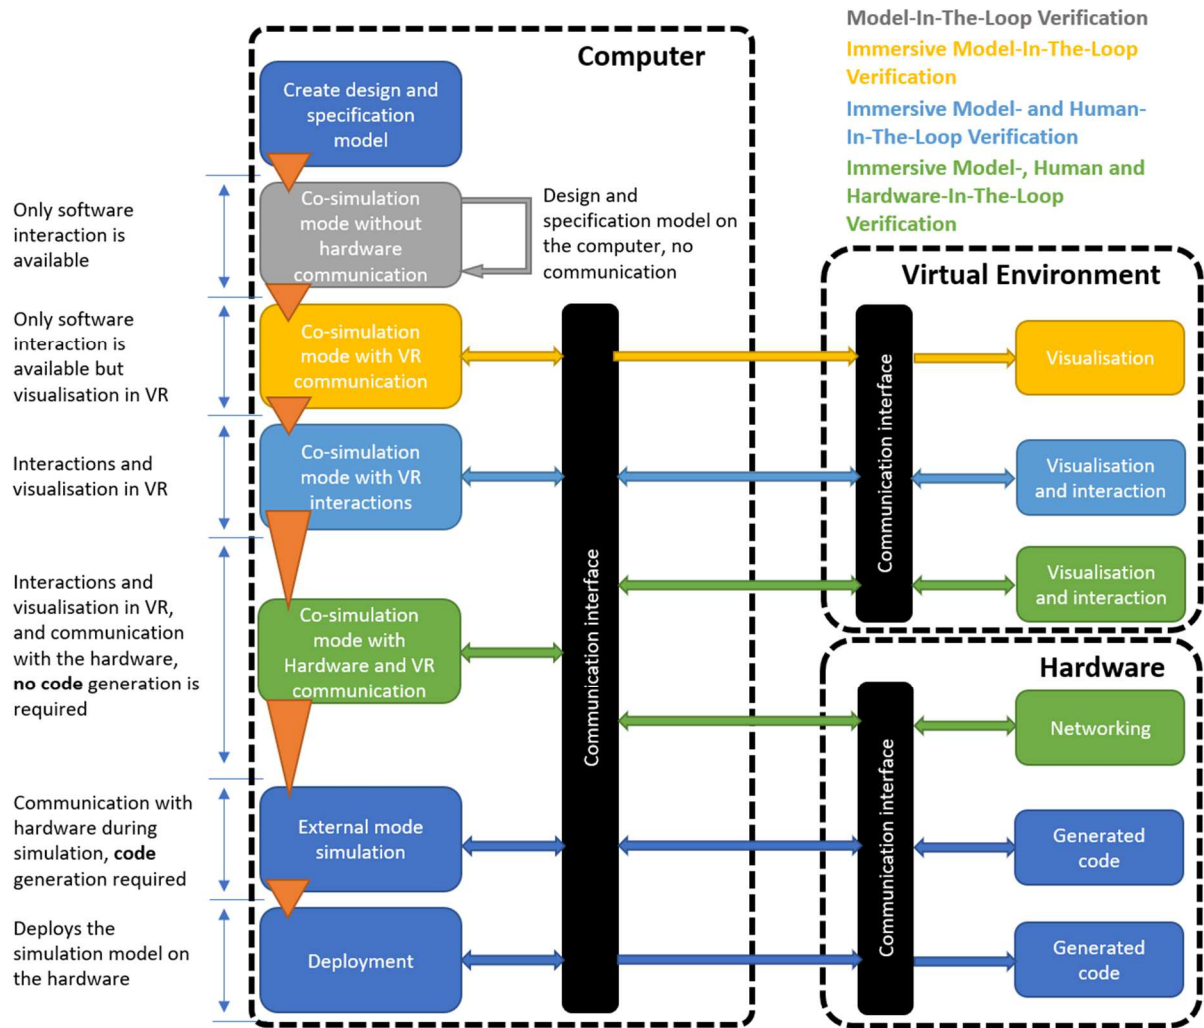 Model-In-The-Loop Verification
Immersive Model-In-The-Loop
Verification
Immersive Model- and Human-
In-The-Loop Verification
Immersive Model-, Human and
Hardware-In-The-Loop
Verification
Computer
Create design and
specification
model
Only software
interaction is
available
Co-simulation
mode without
hardware
communication
Design and
specification model on
the computer, no
communication
Only software
interaction is
available but
visualisation in VR
Co-simulation
mode with VR
communication
Interactions and
visualisation in VR
Co-simulation
mode with VR
interactions
Interactions and
visualisation in VR,
and communication
with the hardware,
no code generation is
required
Co-simulation
mode with
Hardware and VR
communication
Communication with
hardware during
simulation, code
generation required
External mode
simulation
Deploys the
simulation model on
the hardware
Deployment
Communication interface
Virtual Environment
Communication interface
Visualisation
Visualisation
and interaction
Visualisation
and interaction
Hardware
Communication interface
Networking
Generated
code
Generated
code